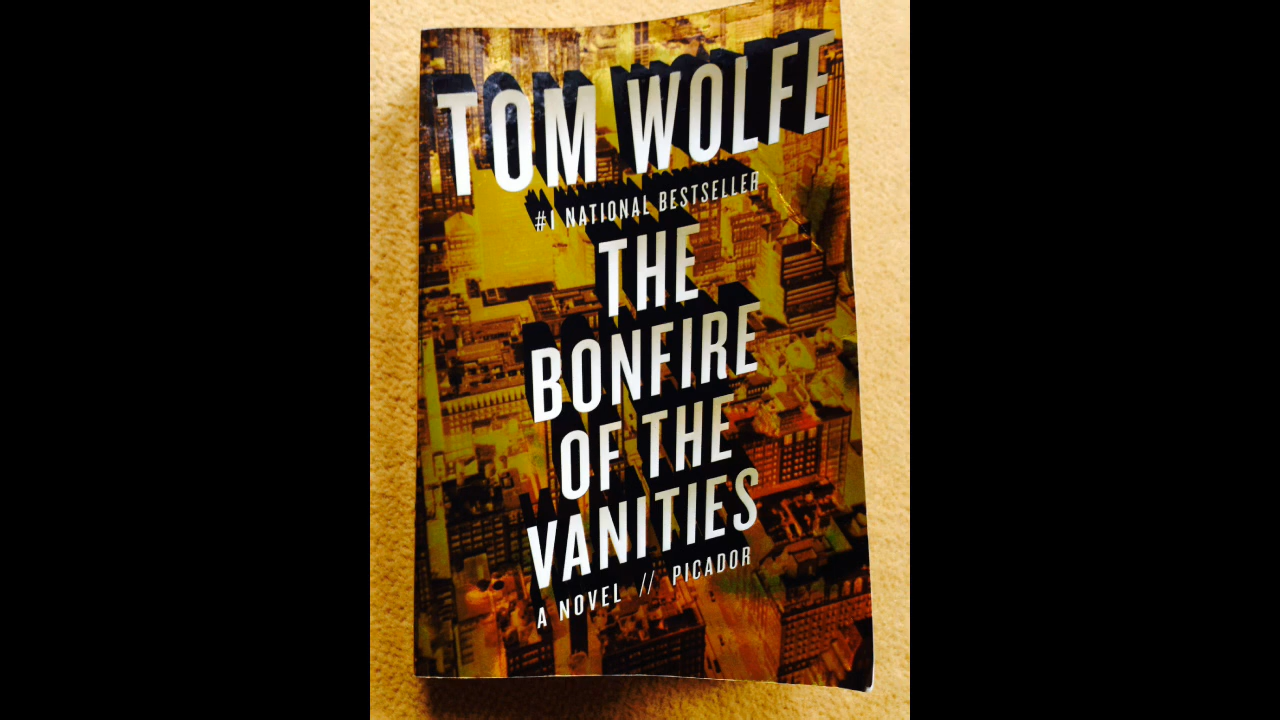 TOM WOLFE
#1 NATIONAL BESTSELLER
THE
BONFIRE
OF THE
VANITIES
A NOVEL // PICADOR